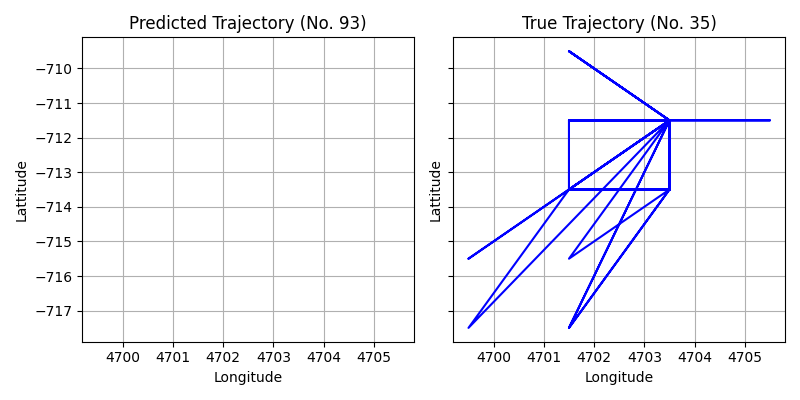 Predicted Trajectory (No. 93)
True Trajectory (No. 35)
Lattitude
−710
−711
−712
−713
−714
−715
−716
−717
4700 4701 4702 4703 4704 4705
Longitude
Lattitude
4700 4701 4702 4703 4704 4705
Longitude